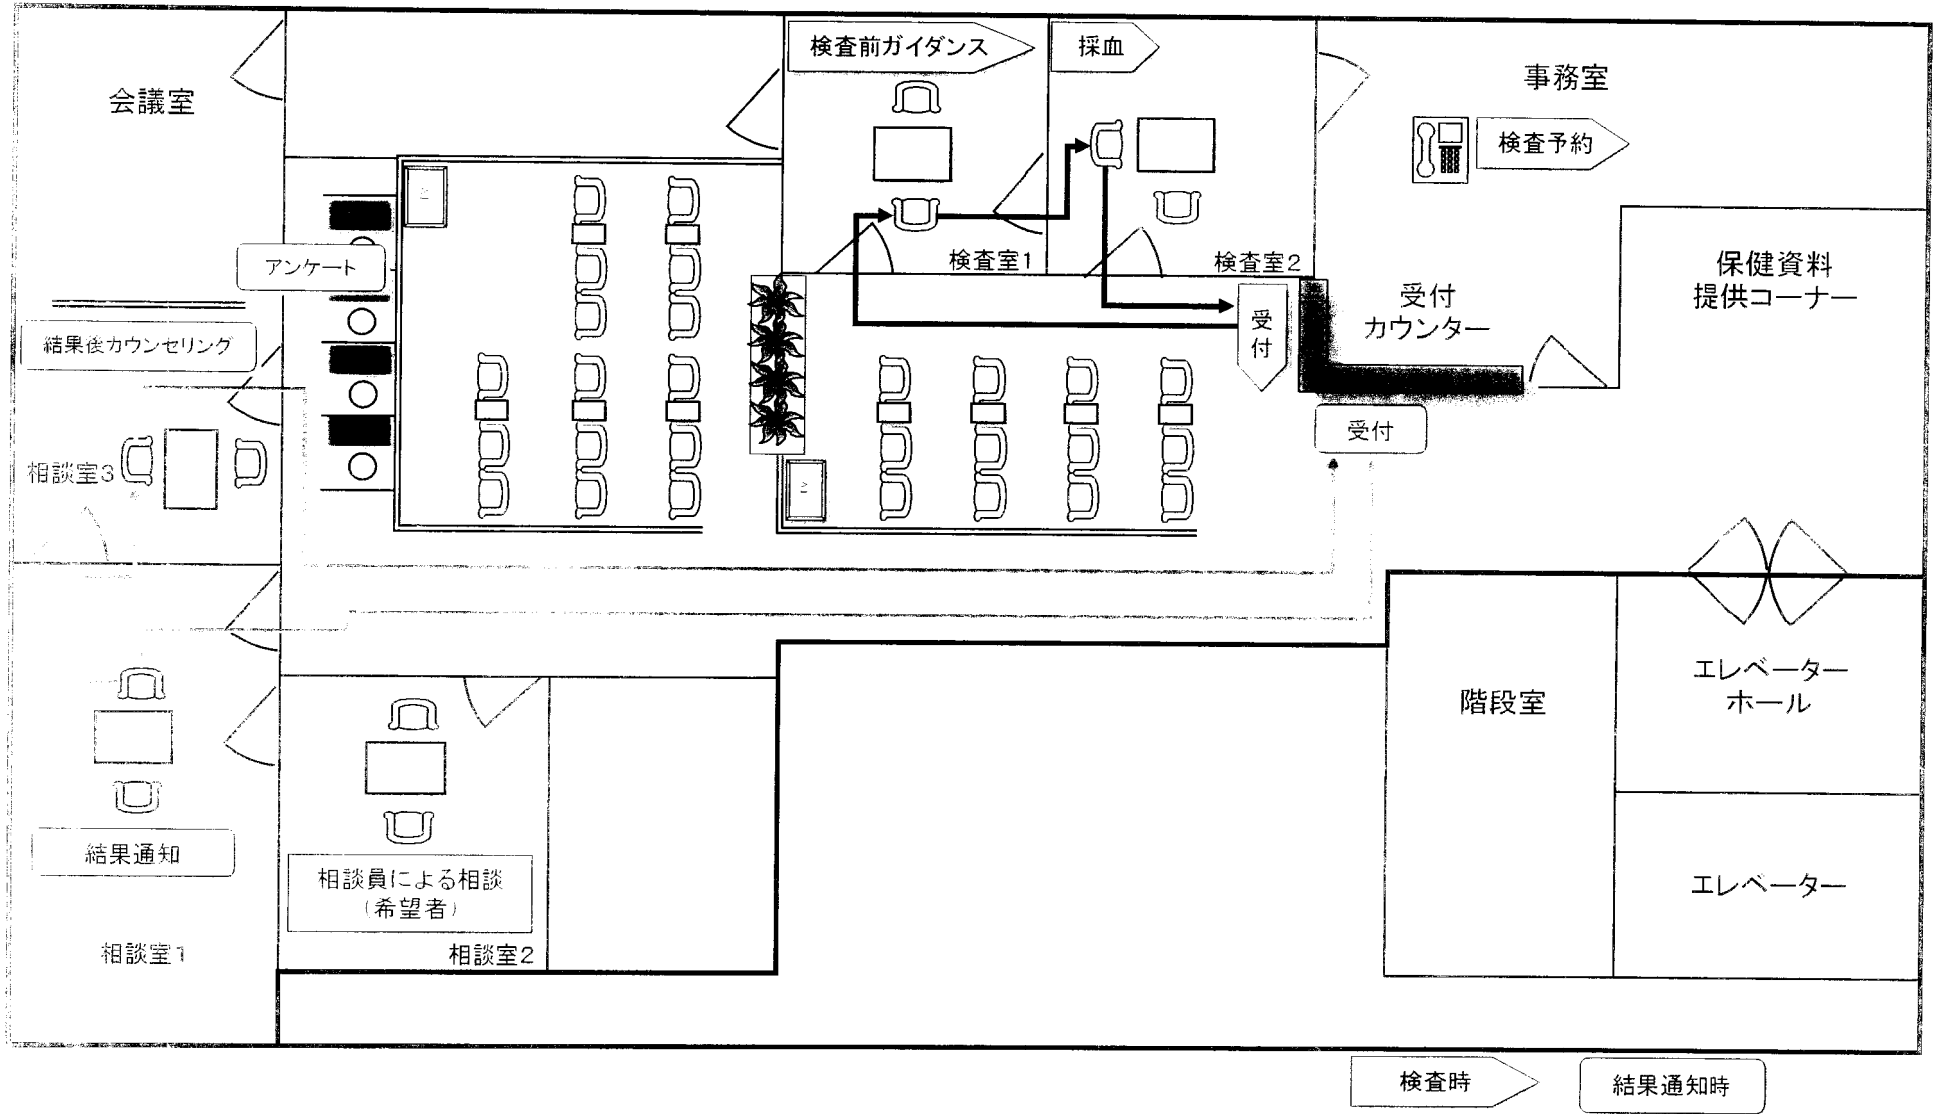 検査前ガイダンス
採血
事務室
会議室
検査予約
アンケート
検査室1
検査室2
保健資料
提供コーナー
受付
カウンター
受付
結果後カウンセリング
受付
相談室3
TV
TV
エレベーター
ホール
階段室
結果通知
相談員による相談
(希望者)
エレベーター
相談室1
相談室2
検査時
結果通知時